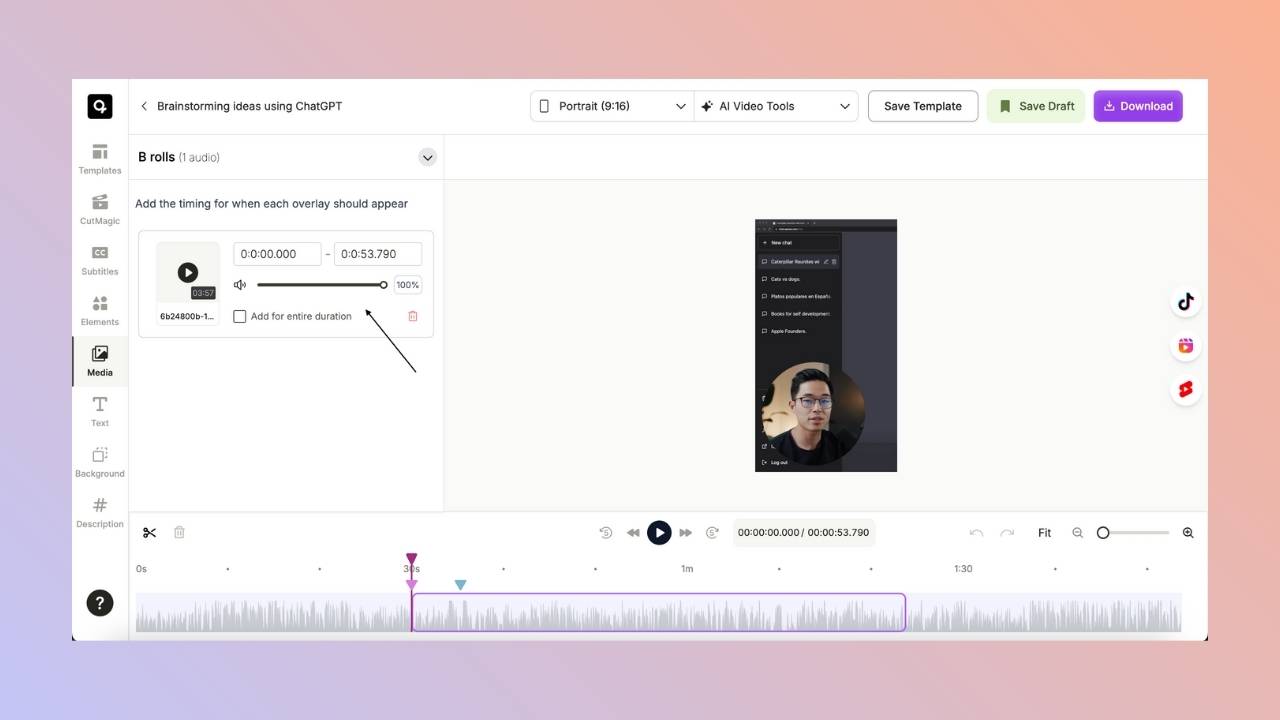 Brainstorming ideas using ChatGPT
Portrait (9:16)
AI Video Tools
Save Template
Save Draft
Download
Templates
CutMagic
CC
Subtitles
Elements
Media
Text
Background
Description
?
B rolls (1 audio)
Add the timing for when each overlay should appear
03:57
6b24800b-1...
0:0:00.000 - 0:0:53.790
100%
Add for entire duration
New chat
Caterpillar Reunites wi
Cats vs dogs.
Platos populares en España.
Books for self development.
Apple Founders.
Log out
5
5
00:00:00.000 / 00:00:53.790
Fit
0s
30s
1m
1:30